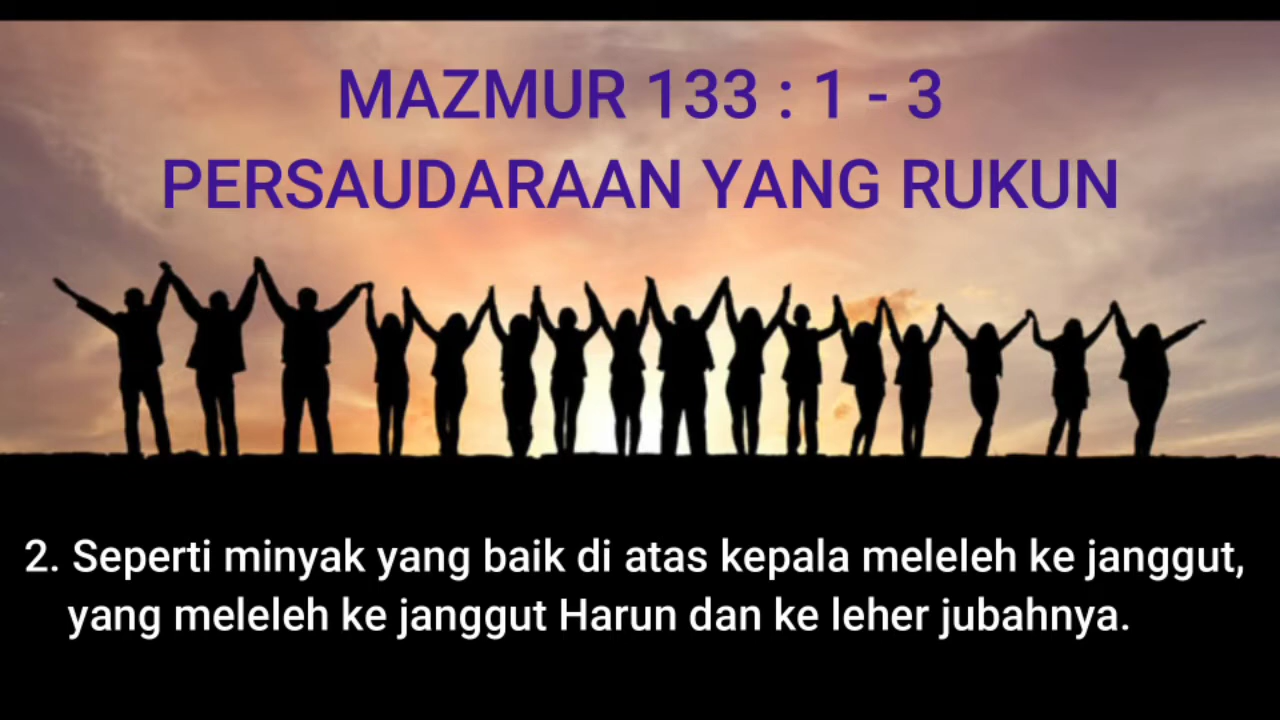 MAZMUR 133 : 1 - 3
PERSAUDARAAN YANG RUKUN
2. Seperti minyak yang baik di atas kepala meleleh ke janggut,
yang meleleh ke janggut Harun dan ke leher jubahnya.